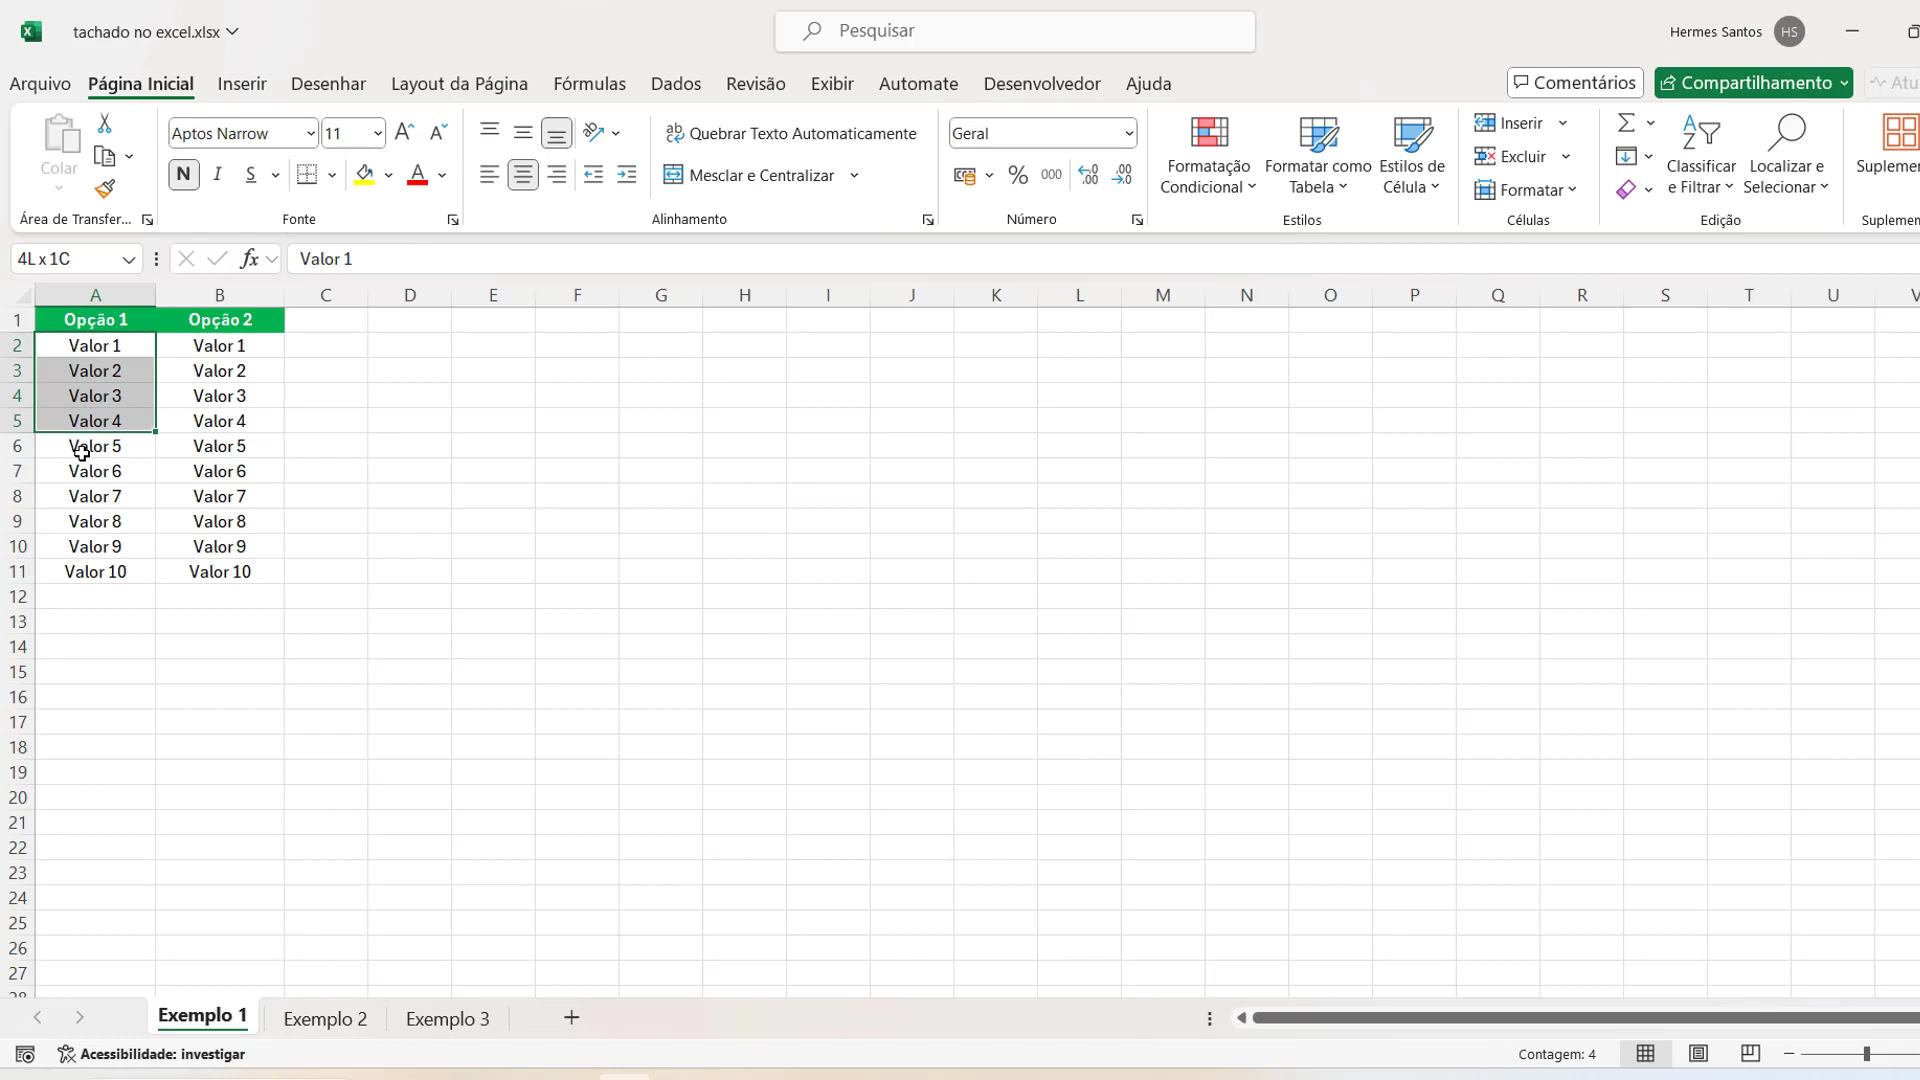 tachado no excel.xlsx
Pesquisar
Hermes Santos
HS
Arquivo Página Inicial Inserir Desenhar Layout da Página Fórmulas Dados Revisão Exibir Automate Desenvolvedor Ajuda
Comentários
Compartilhamento
Atu
Colar
Aptos Narrow
11
N I S
Quebrar Texto Automaticamente
Mesclar e Centralizar
Geral
% 000
Formatação Condicional
Formatar como Tabela
Estilos de Célula
Inserir
Excluir
Formatar
Classificar e Filtrar
Localizar e Selecionar
Suplemen
Área de Transfer... Fonte Alinhamento Número Estilos Células Edição Suplemen
4L x 1C fx Valor 1
A B C D E F G H I J K L M N O P Q R S T U V
1 Opção 1 Opção 2
2 Valor 1 Valor 1
3 Valor 2 Valor 2
4 Valor 3 Valor 3
5 Valor 4 Valor 4
6 Valor 5 Valor 5
7 Valor 6 Valor 6
8 Valor 7 Valor 7
9 Valor 8 Valor 8
10 Valor 9 Valor 9
11 Valor 10 Valor 10
12
13
14
15
16
17
18
19
20
21
22
23
24
25
26
27
28
Exemplo 1 Exemplo 2 Exemplo 3
Acessibilidade: investigar
Contagem: 4